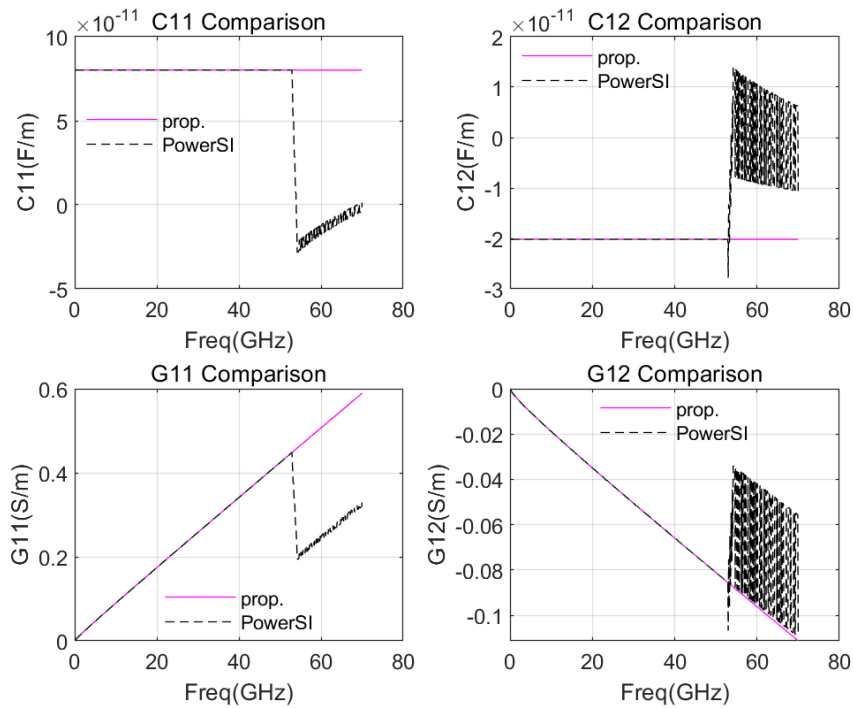 ×10⁻¹¹ C11 Comparison
10
5
0
-5
C11(F/m)
prop.
PowerSI
0 20 40 60 80
Freq(GHz)
×10⁻¹¹ C12 Comparison
2
1
0
-1
-2
-3
C12(F/m)
prop.
PowerSI
0 20 40 60 80
Freq(GHz)
G11 Comparison
0.6
0.4
0.2
0
G11(S/m)
prop.
PowerSI
0 20 40 60 80
Freq(GHz)
G12 Comparison
0
-0.02
-0.04
-0.06
-0.08
-0.1
G12(S/m)
prop.
PowerSI
0 20 40 60 80
Freq(GHz)